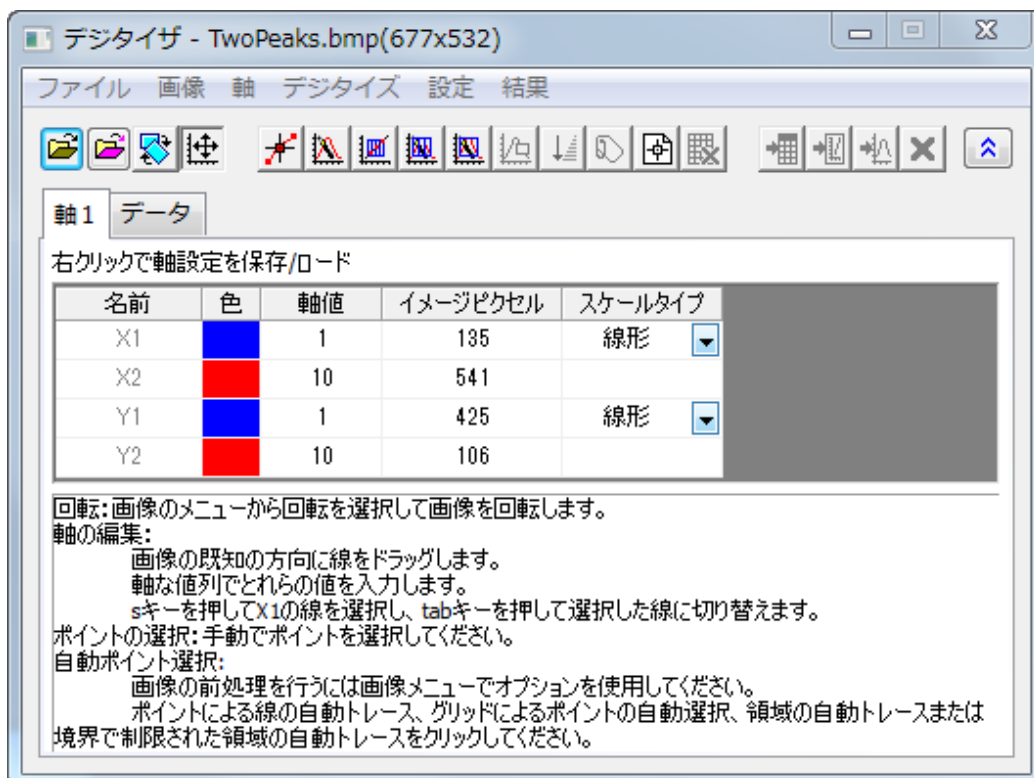 デジタイザ - TwoPeaks.bmp(677x532)
ファイル 画像 軸 デジタイズ 設定 結果
軸1 データ
右クリックで軸設定を保存/ロード
名前 色 軸値 イメージピクセル スケールタイプ
X1 1 135 線形
X2 10 541
Y1 1 425 線形
Y2 10 106
回転:画像のメニューから回転を選択して画像を回転します。
軸の編集:
画像の既知の方向に線をドラッグします。
軸な値列でとれらの値を入力します。
sキーを押してX1の線を選択し、tabキーを押して選択した線に切り替えます。
ポイントの選択:手動でポイントを選択してください。
自動ポイント選択:
画像の前処理を行うには画像メニューでオプションを使用してください。
ポイントによる線の自動トレース、グリッドによるポイントの自動選択、領域の自動トレースまたは
境界で制限された領域の自動トレースをクリックしてください。